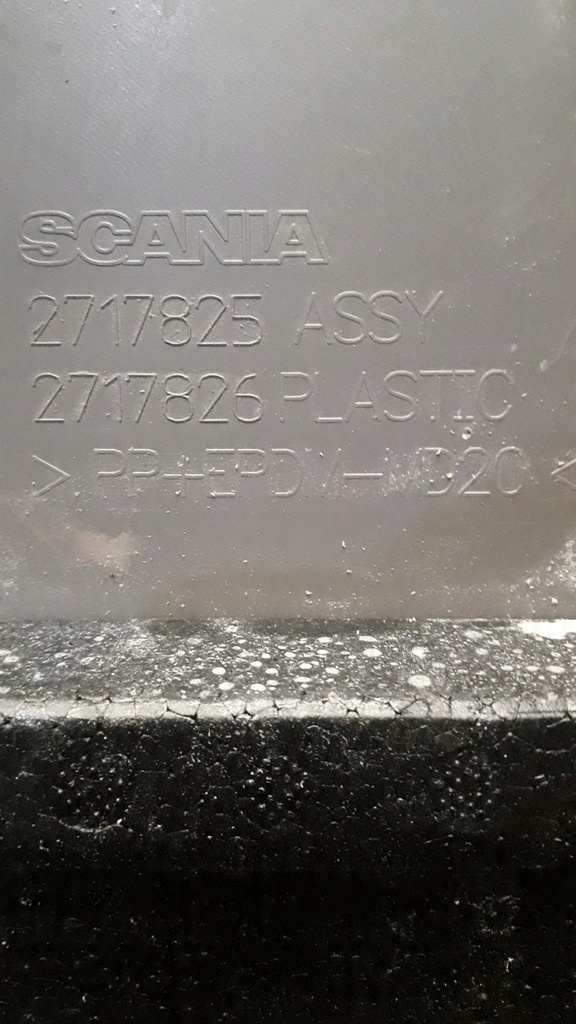 SCANIA
2717825 ASSY
2717826 PLASTIC
> PP+EPDM-MD20 <